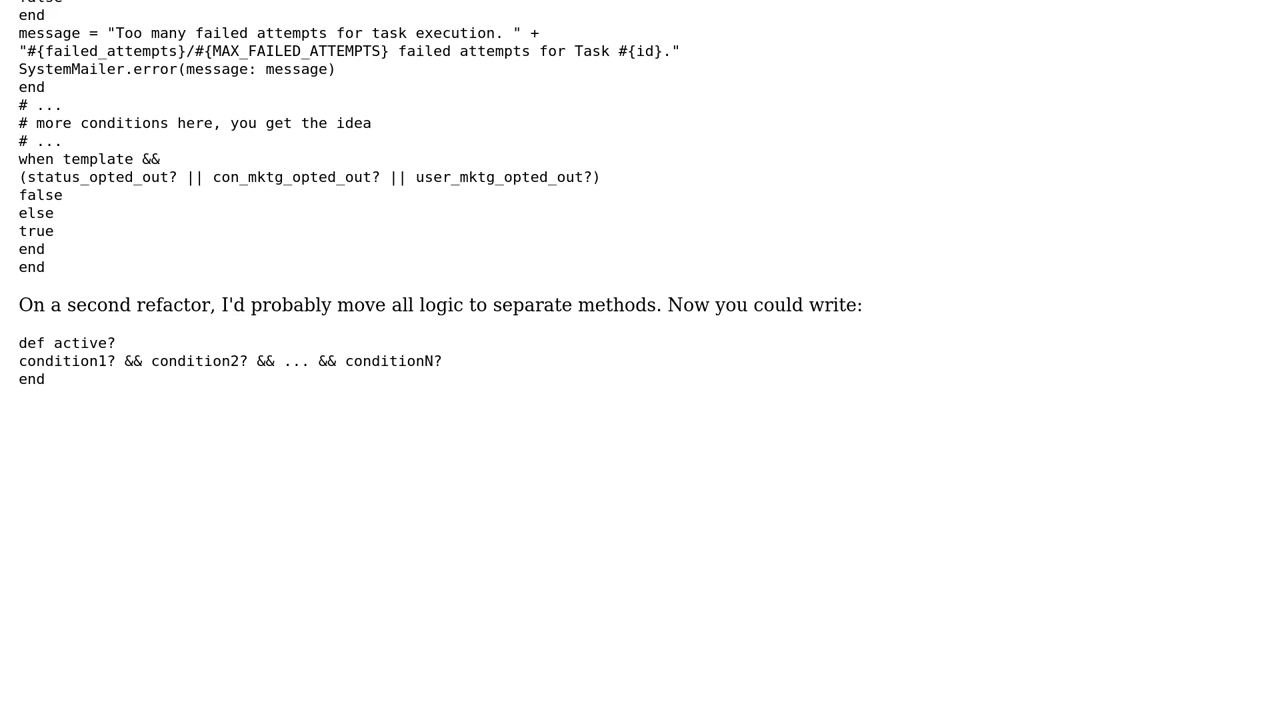 false
end
message = "Too many failed attempts for task execution. " +
"#{failed_attempts}/#{MAX_FAILED_ATTEMPTS} failed attempts for Task #{id}."
SystemMailer.error(message: message)
end
# ...
# more conditions here, you get the idea
# ...
when template &&
(status_opted_out? || con_mktg_opted_out? || user_mktg_opted_out?)
false
else
true
end
end
On a second refactor, I'd probably move all logic to separate methods. Now you could write:
def active?
condition1? && condition2? && ... && conditionN?
end